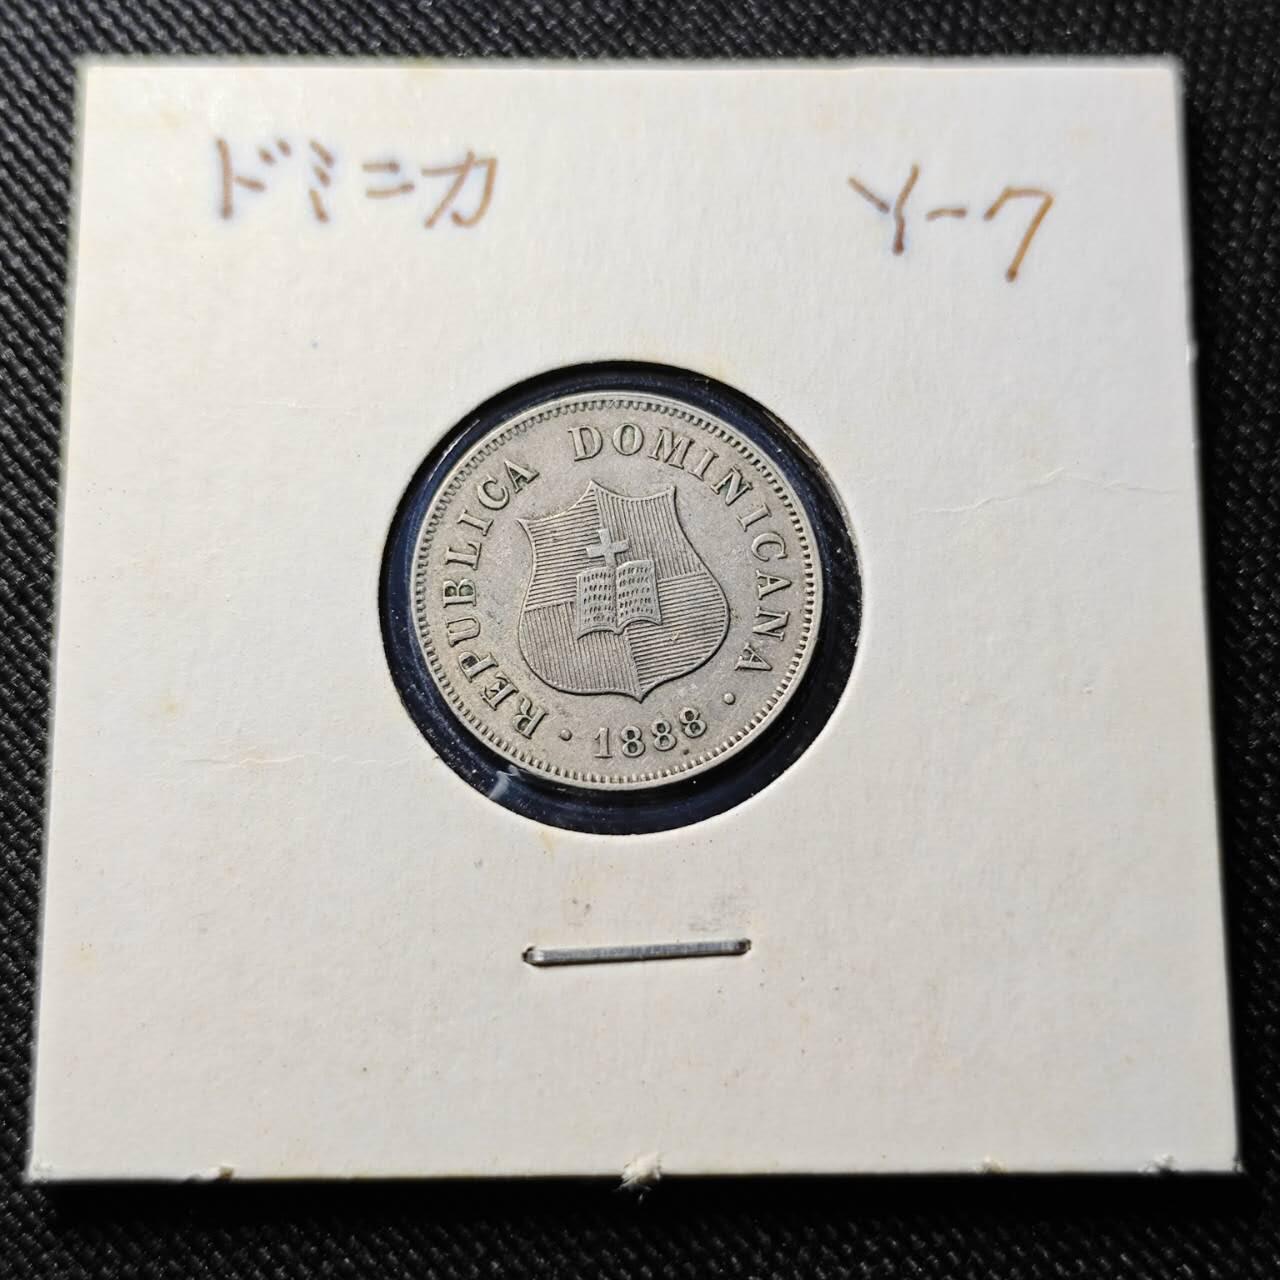 ドミニカ Y-7
REPUBLICA DOMINICANA
· 1888 ·